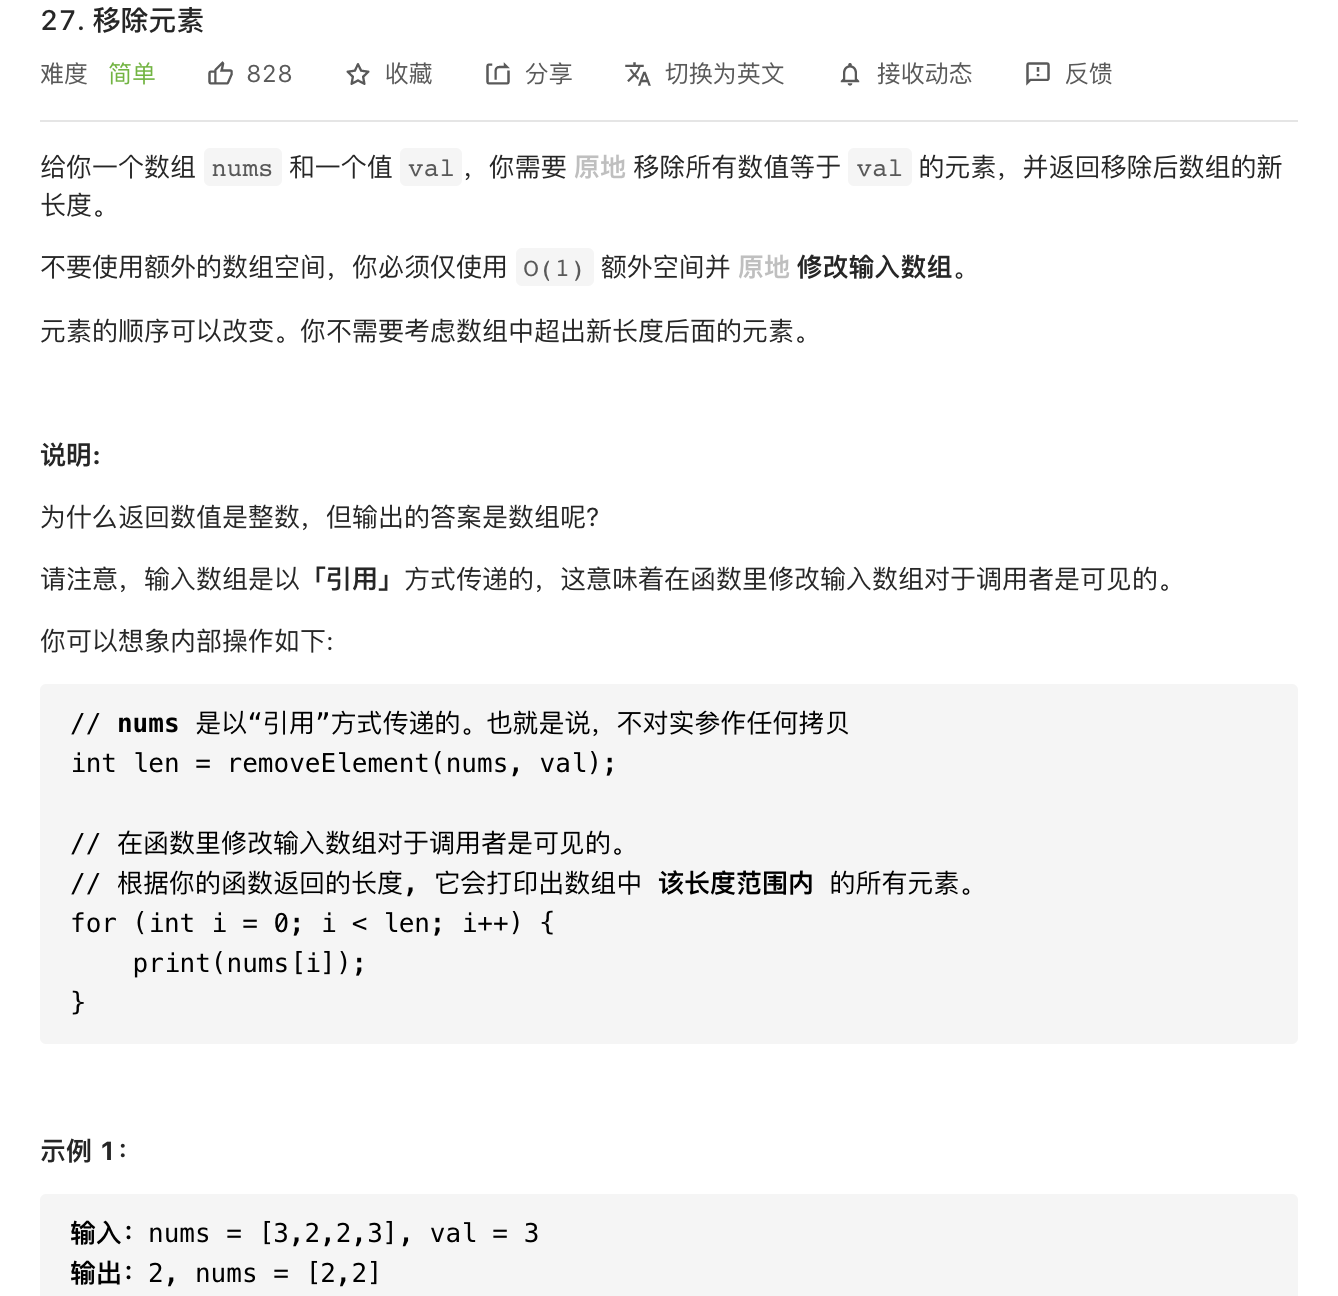 27. 移除元素
难度 简单 828 收藏 分享 切换为英文 接收动态 反馈
给你一个数组 nums 和一个值 val，你需要 原地 移除所有数值等于 val 的元素，并返回移除后数组的新
长度。
不要使用额外的数组空间，你必须仅使用 O(1) 额外空间并 原地 修改输入数组。
元素的顺序可以改变。你不需要考虑数组中超出新长度后面的元素。
说明:
为什么返回数值是整数，但输出的答案是数组呢?
请注意，输入数组是以「引用」方式传递的，这意味着在函数里修改输入数组对于调用者是可见的。
你可以想象内部操作如下:
// nums 是以“引用”方式传递的。也就是说，不对实参作任何拷贝
int len = removeElement(nums, val);
// 在函数里修改输入数组对于调用者是可见的。
// 根据你的函数返回的长度, 它会打印出数组中 该长度范围内 的所有元素。
for (int i = 0; i < len; i++) {
    print(nums[i]);
}
示例 1：
输入：nums = [3,2,2,3], val = 3
输出：2, nums = [2,2]